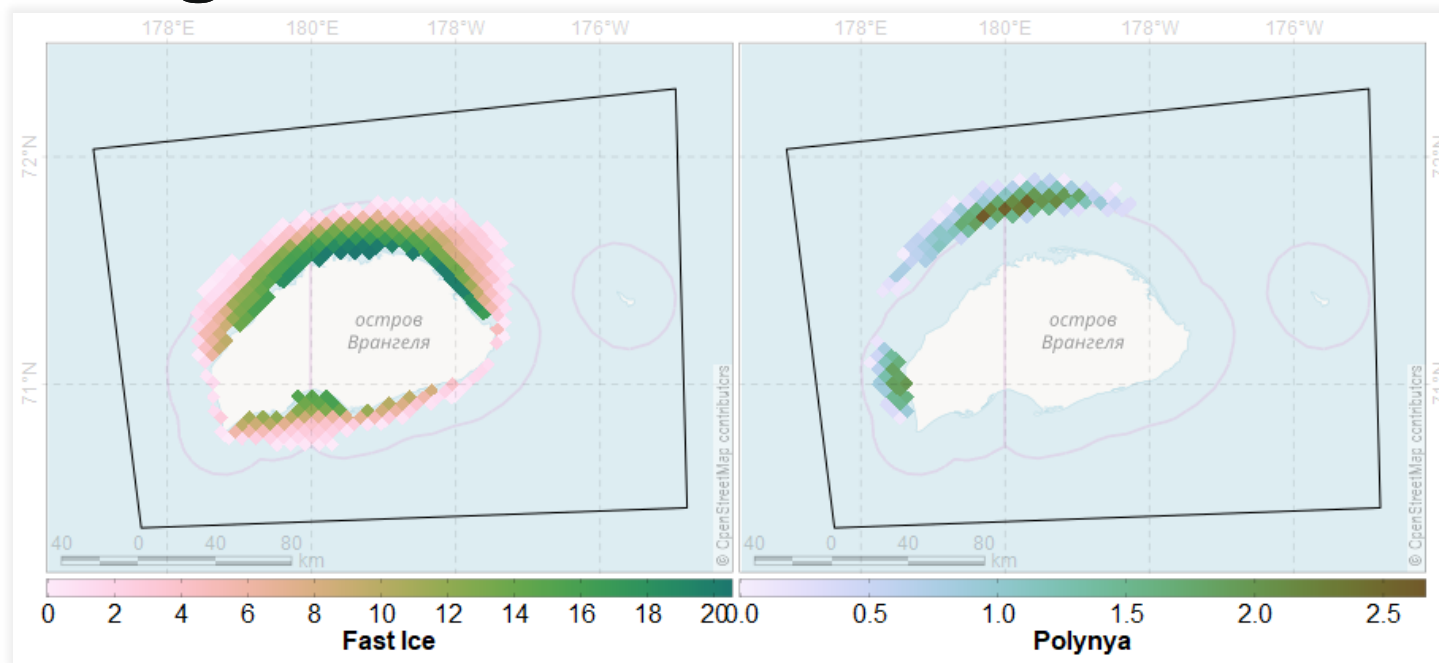 178°E 180°E 178°W 176°W 178°E 180°E 178°W 176°W
72°N
71°N
остров
Врангеля
остров
Врангеля
© OpenStreetMap contributors
© OpenStreetMap contributors
40 0 40 80
km
40 0 40 80
km
0 2 4 6 8 10 12 14 16 18 20
0.0 0.5 1.0 1.5 2.0 2.5
Fast Ice
Polynya